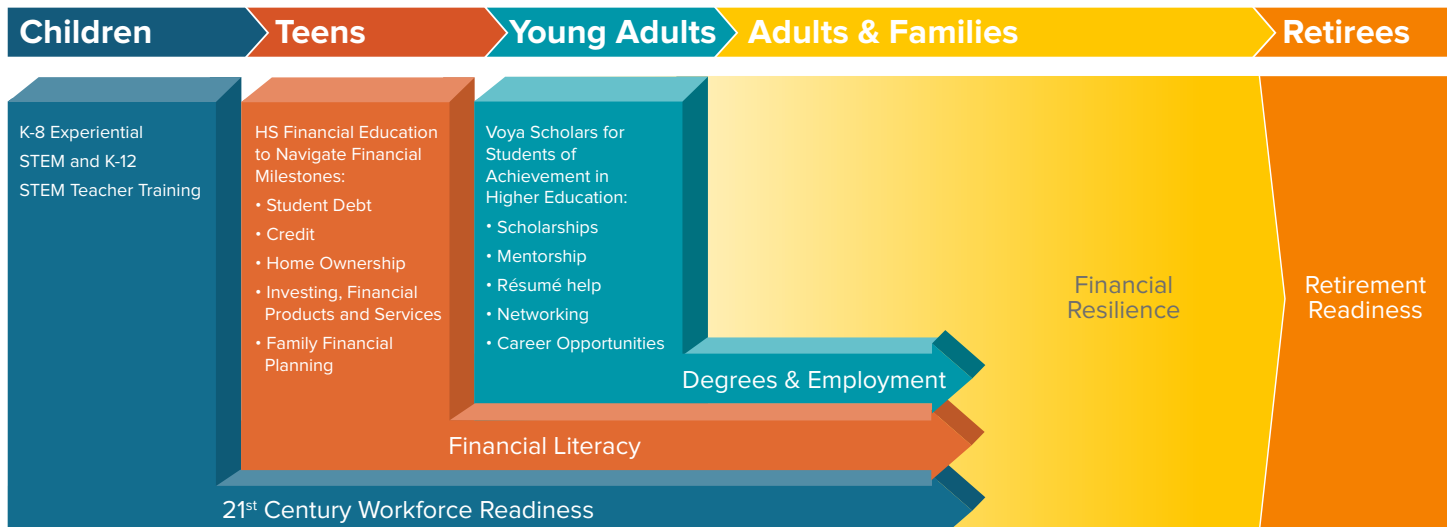 Children
Teens
Young Adults
Adults & Families
Retirees
K-8 Experiential
STEM and K-12
STEM Teacher Training
HS Financial Education
to Navigate Financial
Milestones:
• Student Debt
• Credit
• Home Ownership
• Investing, Financial
Products and Services
• Family Financial
Planning
Voya Scholars for
Students of
Achievement in
Higher Education:
• Scholarships
• Mentorship
• Résumé help
• Networking
• Career Opportunities
Financial
Resilience
Retirement
Readiness
Degrees & Employment
Financial Literacy
21st Century Workforce Readiness